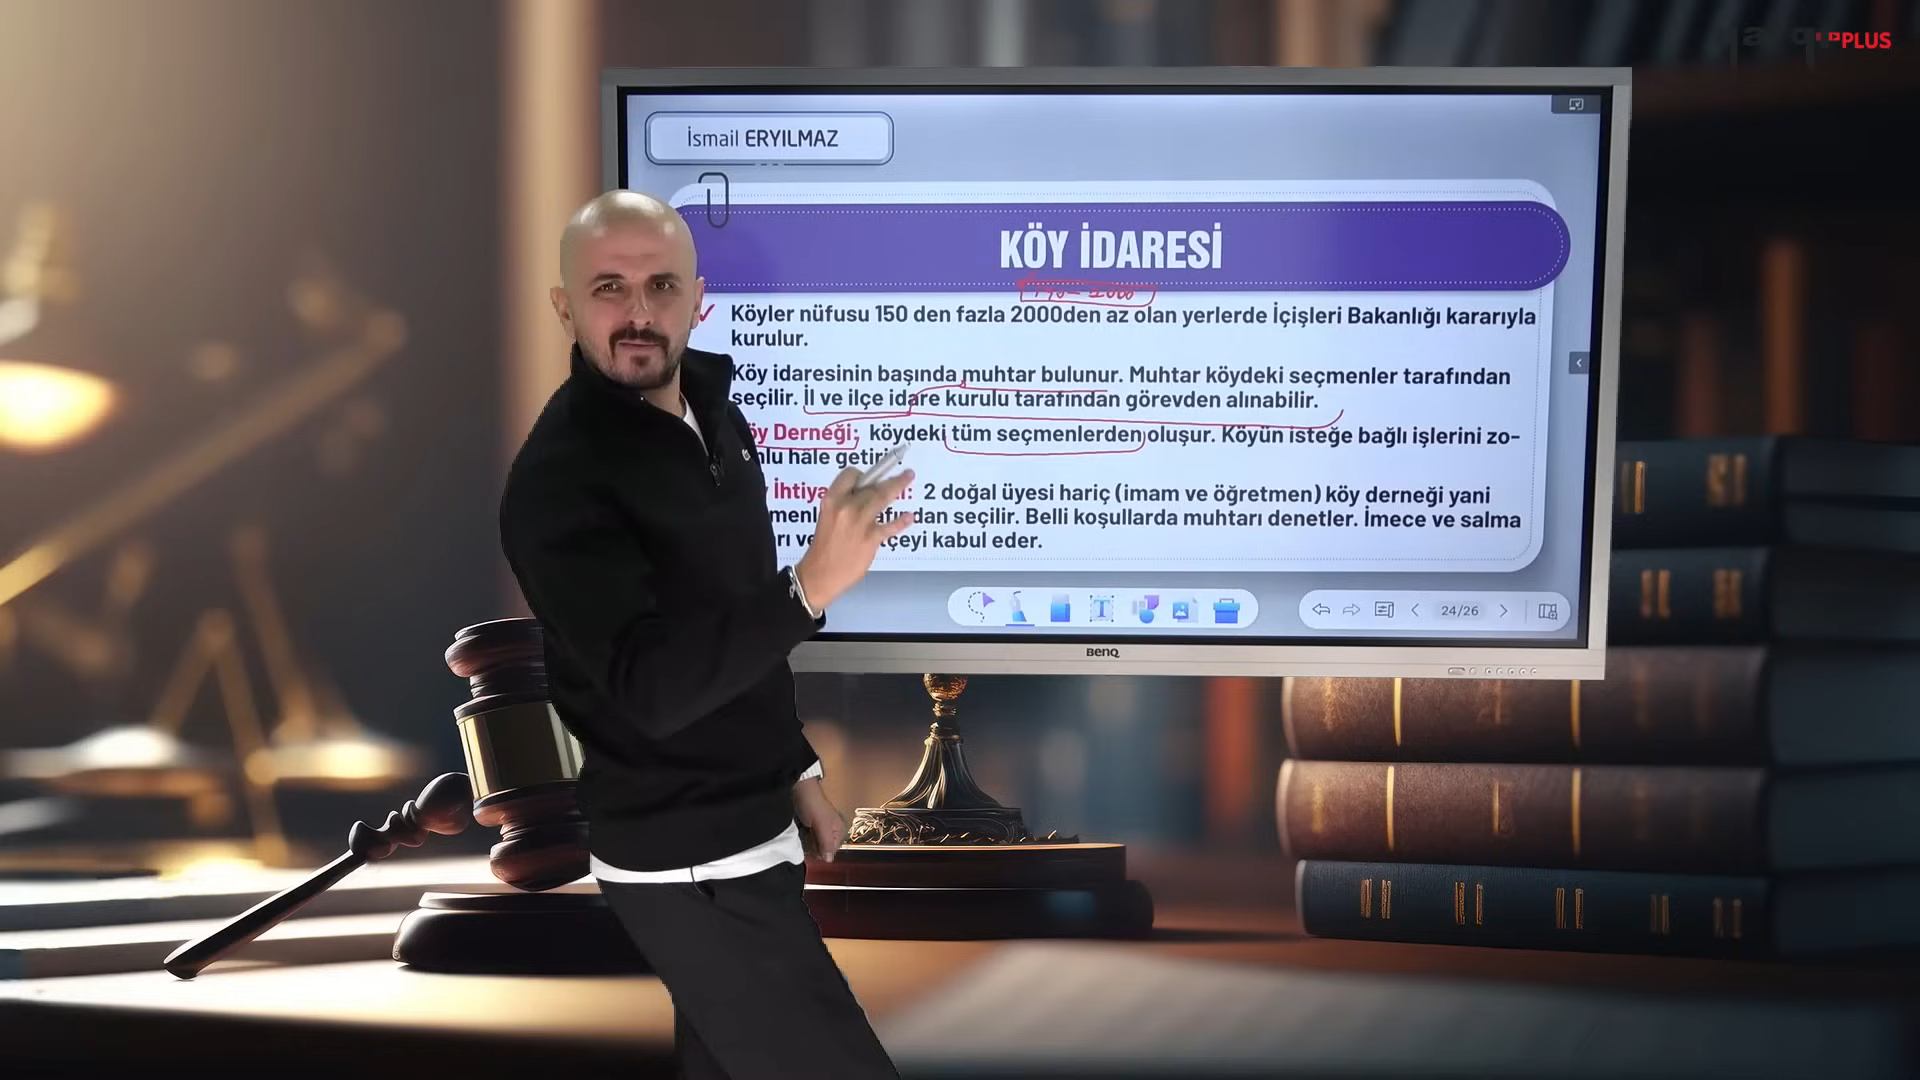 PLUS
İsmail ERYILMAZ
KÖY İDARESİ
Köyler nüfusu 150 den fazla 2000den az olan yerlerde İçişleri Bakanlığı kararıyla
kurulur.
Köy idaresinin başında muhtar bulunur. Muhtar köydeki seçmenler tarafından
seçilir. İl ve ilçe idare kurulu tarafından görevden alınabilir.
Derneği; köydeki tüm seçmenlerden oluşur. Köyün isteğe bağlı işlerini zo-
hâle
2 doğal üyesi hariç (imam ve öğretmen) köy derneği yani
seçilir. Belli koşullarda muhtarı denetler. İmece ve salma
kabul eder.
24/26
BenQ